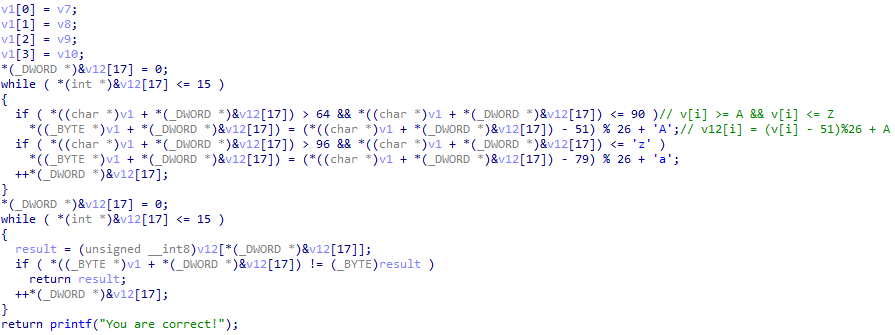 v1[0] = v7;
v1[1] = v8;
v1[2] = v9;
v1[3] = v10;
*(_DWORD *)&v12[17] = 0;
while ( *(int *)&v12[17] <= 15 )
{
  if ( *((char *)v1 + *(_DWORD *)&v12[17]) > 64 && *((char *)v1 + *(_DWORD *)&v12[17]) <= 90 )// v[i] >= A && v[i] <= Z
    *((_BYTE *)v1 + *(_DWORD *)&v12[17]) = (*((char *)v1 + *(_DWORD *)&v12[17]) - 51) % 26 + 'A';// v12[i] = (v[i] - 51)%26 + A
  if ( *((char *)v1 + *(_DWORD *)&v12[17]) > 96 && *((char *)v1 + *(_DWORD *)&v12[17]) <= 'z' )
    *((_BYTE *)v1 + *(_DWORD *)&v12[17]) = (*((char *)v1 + *(_DWORD *)&v12[17]) - 79) % 26 + 'a';
  ++*(_DWORD *)&v12[17];
}
*(_DWORD *)&v12[17] = 0;
while ( *(int *)&v12[17] <= 15 )
{
  result = (unsigned __int8)v12[*(_DWORD *)&v12[17]];
  if ( *((_BYTE *)v1 + *(_DWORD *)&v12[17]) != (_BYTE)result )
    return result;
  ++*(_DWORD *)&v12[17];
}
return printf("You are correct!");